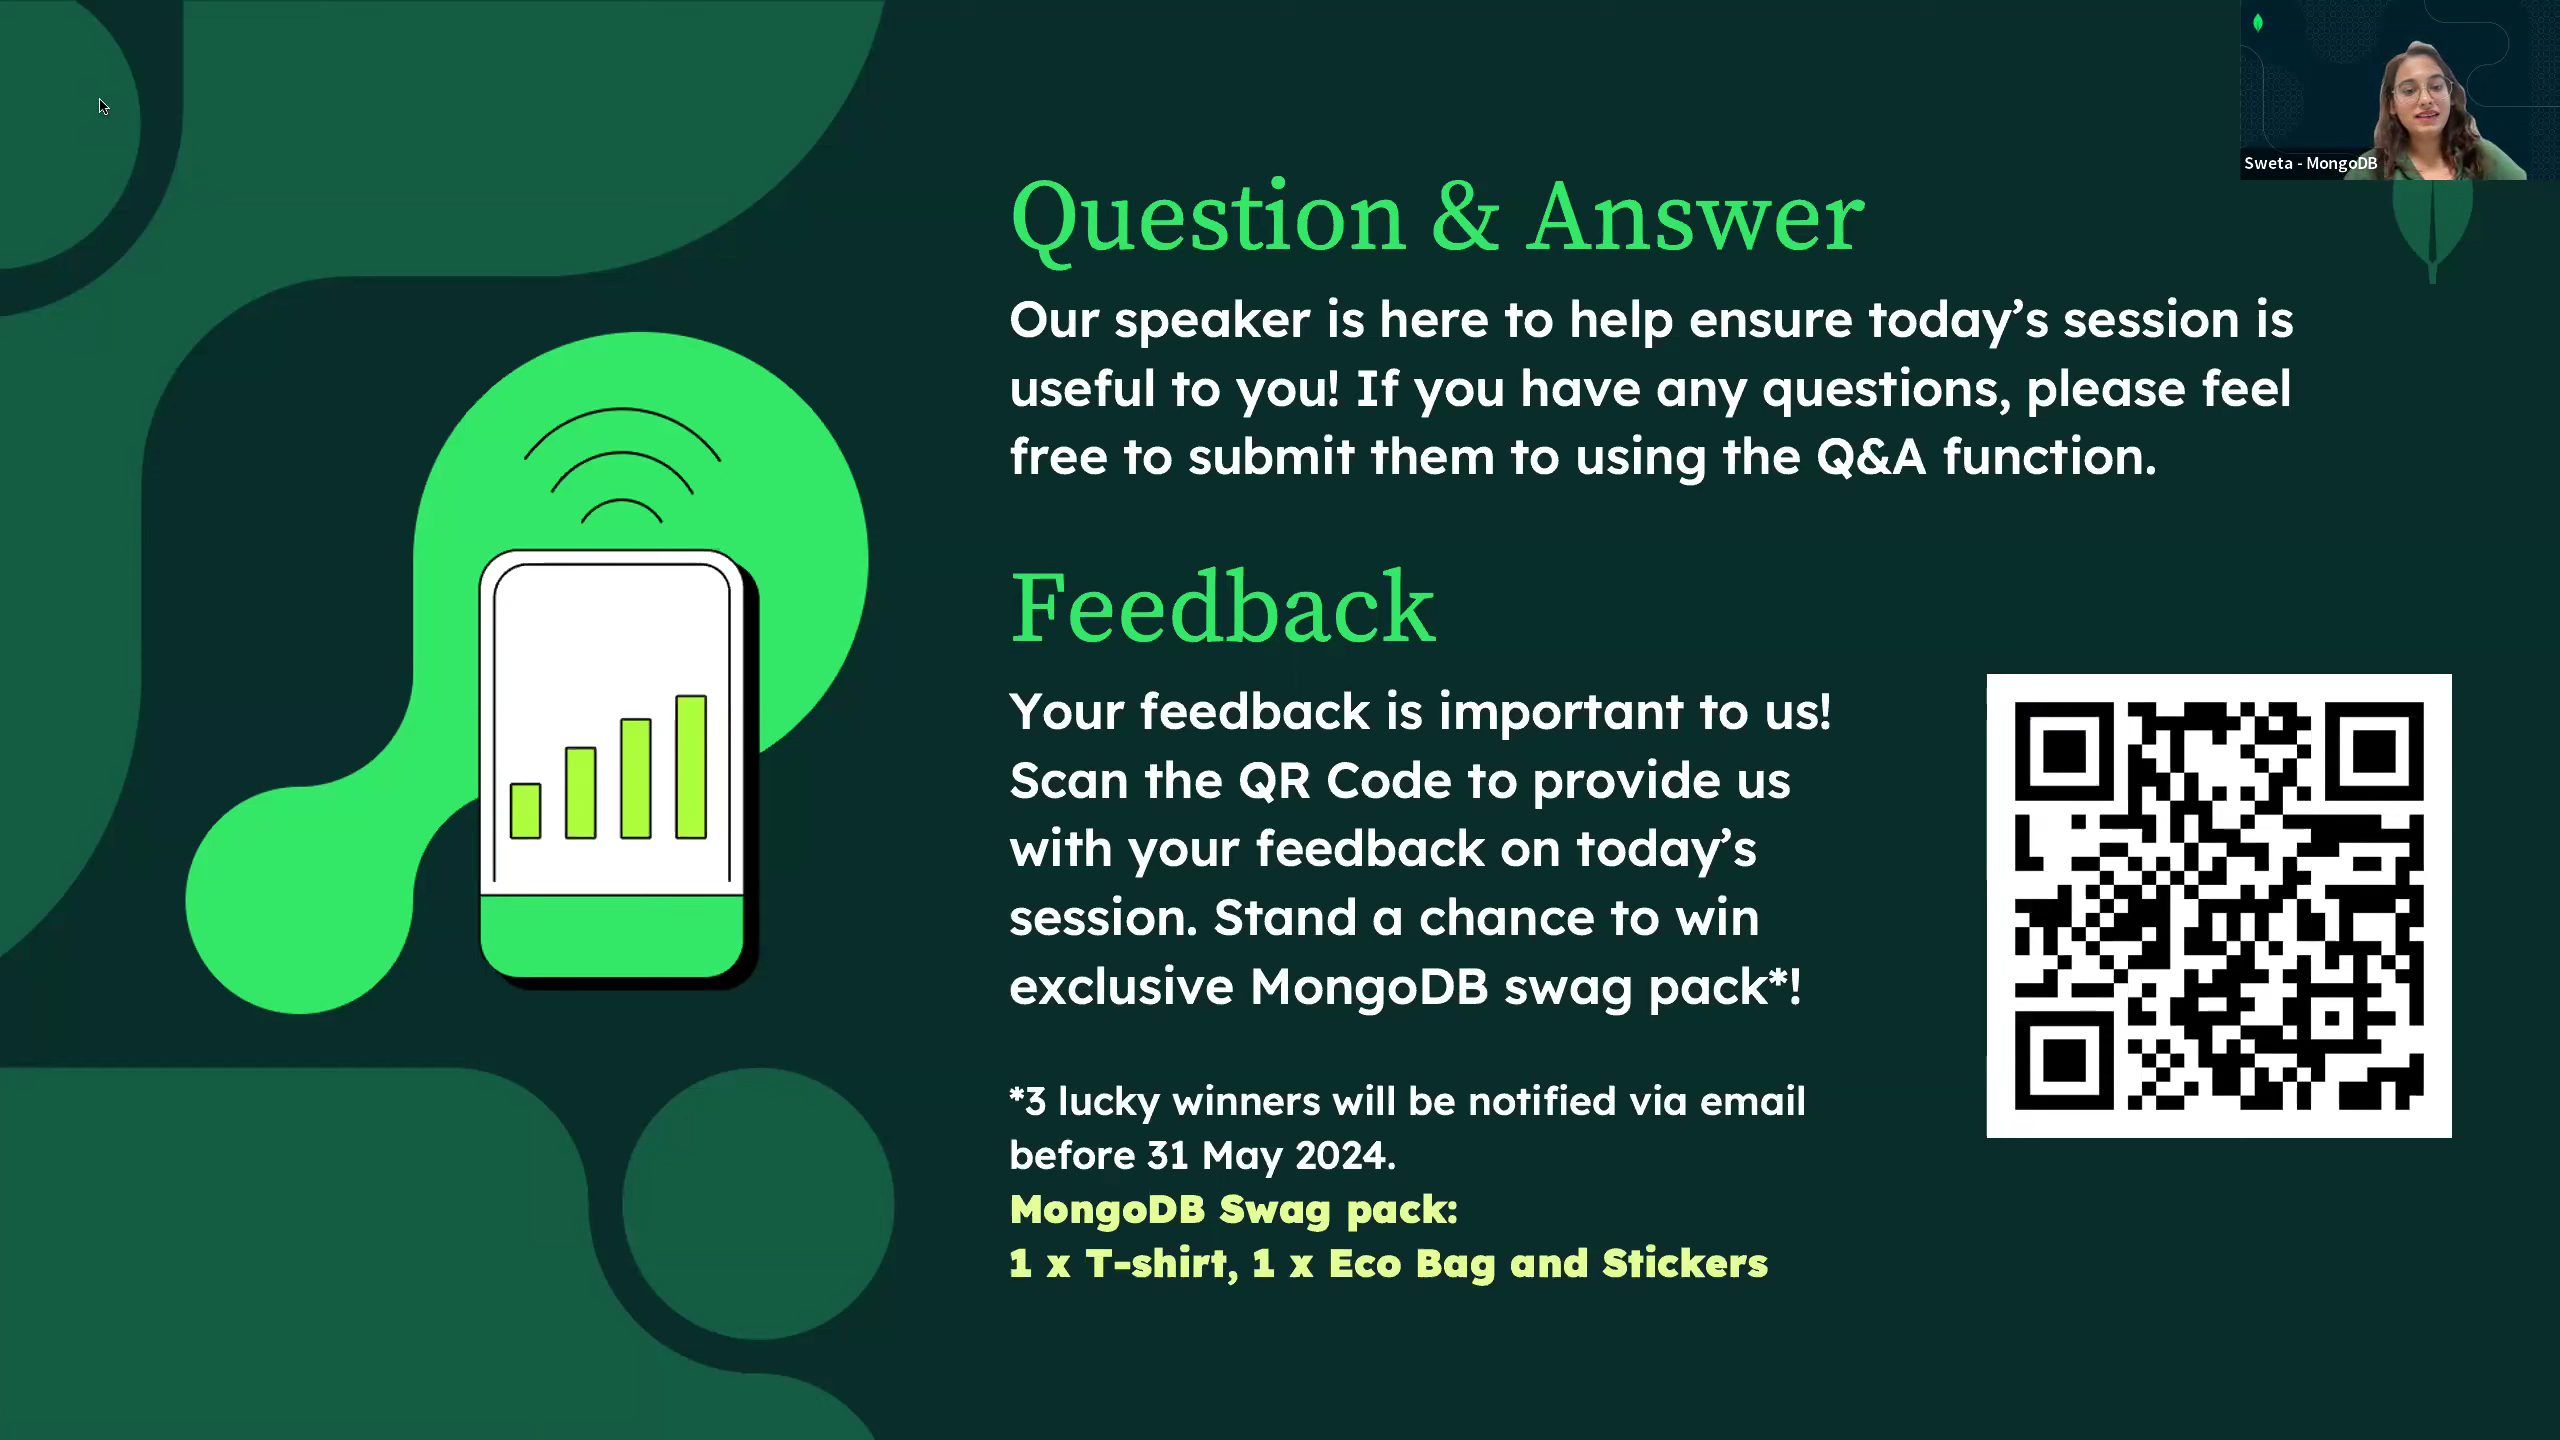 Sweta - MongoDB
Question & Answer
Our speaker is here to help ensure today’s session is
useful to you! If you have any questions, please feel
free to submit them to using the Q&A function.
Feedback
Your feedback is important to us!
Scan the QR Code to provide us
with your feedback on today’s
session. Stand a chance to win
exclusive MongoDB swag pack*!
*3 lucky winners will be notified via email
before 31 May 2024.
MongoDB Swag pack:
1 x T-shirt, 1 x Eco Bag and Stickers